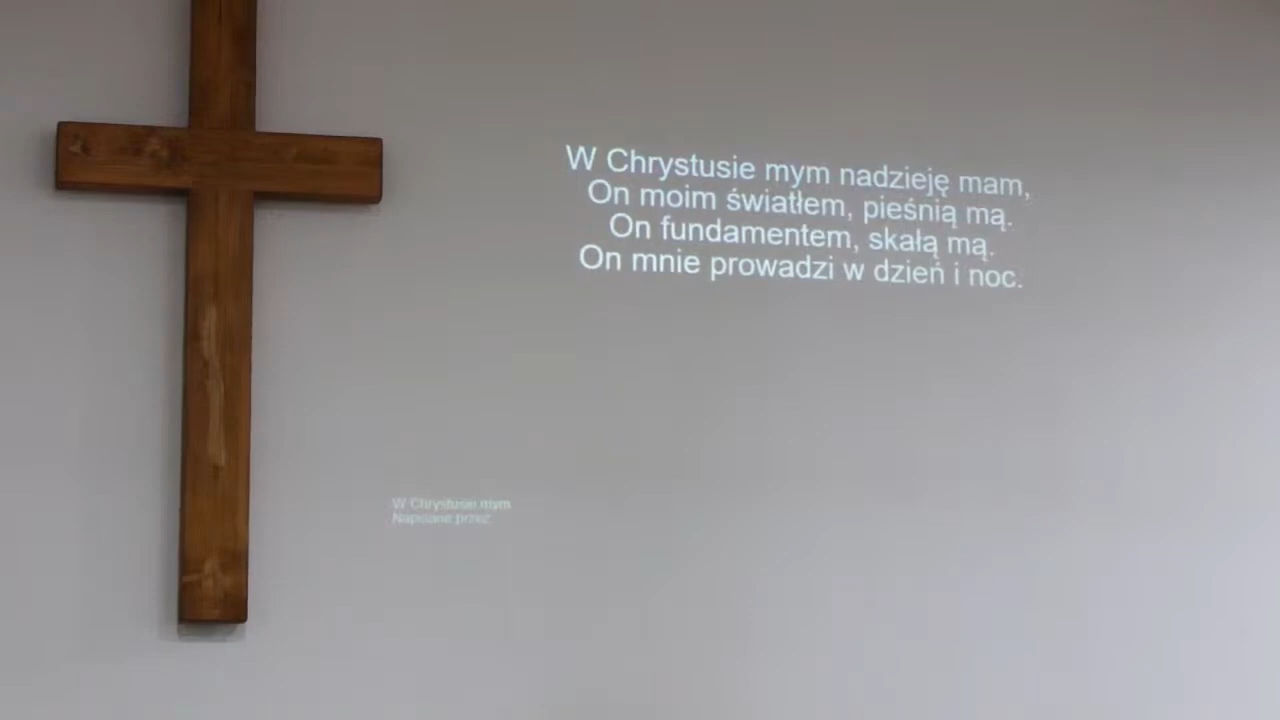 W Chrystusie mym nadzieję mam,
On moim światłem, pieśnią mą.
On fundamentem, skałą mą.
On mnie prowadzi w dzień i noc.
W Chrystusie mym
Napisane przez